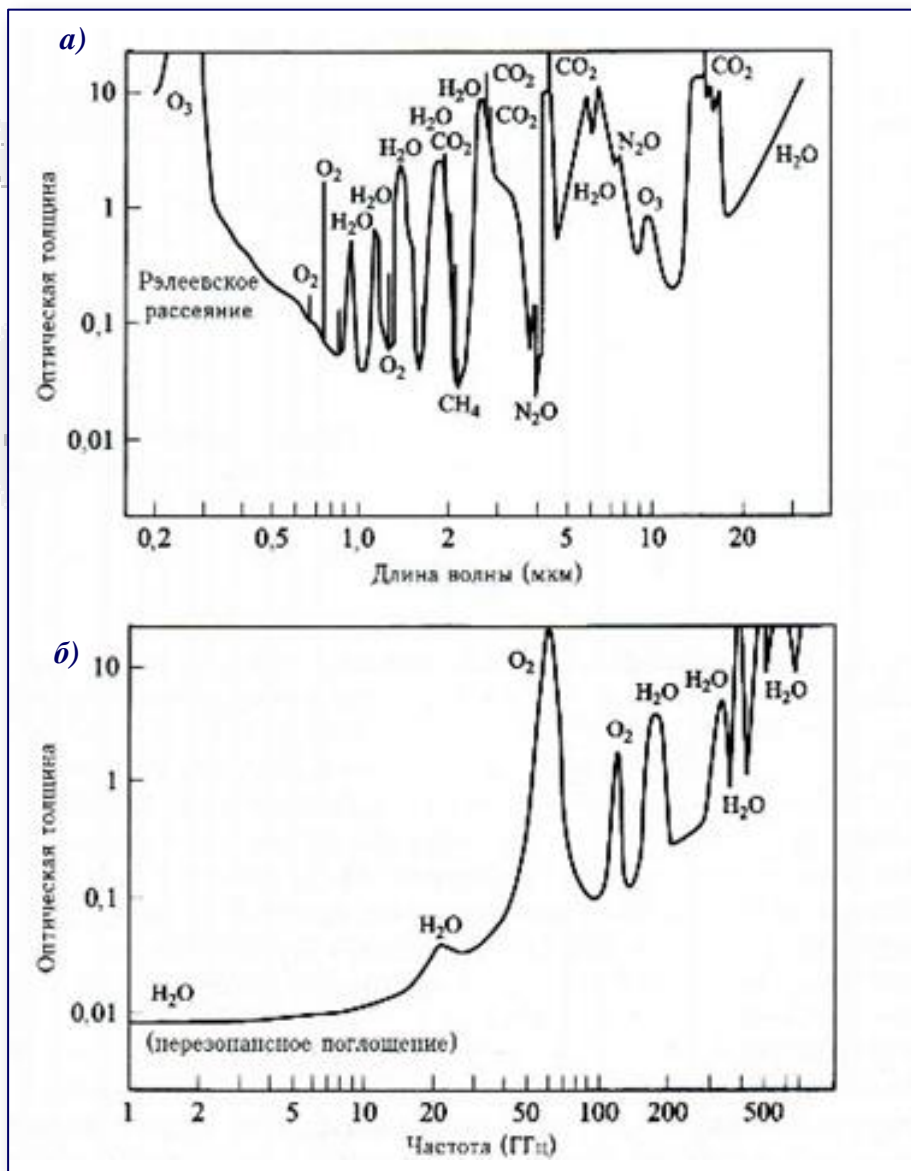 а)
Оптическая толщина
10
1
0,1
0,01
O₃
O₂
O₂
H₂O
H₂O
O₂
H₂O
H₂O
CO₂
CH₄
H₂O
CO₂
CO₂
N₂O
CO₂
H₂O
N₂O
O₃
CO₂
H₂O
Рэлеевское
рассеяние
0,2 0,5 1,0 2 5 10 20
Длина волны (мкм)
б)
Оптическая толщина
10
1
0,1
0,01
H₂O
(нерезонансное поглощение)
H₂O
O₂
O₂
H₂O
H₂O
H₂O
H₂O
1 2 5 10 20 50 100 200 500
Частота (ГГц)